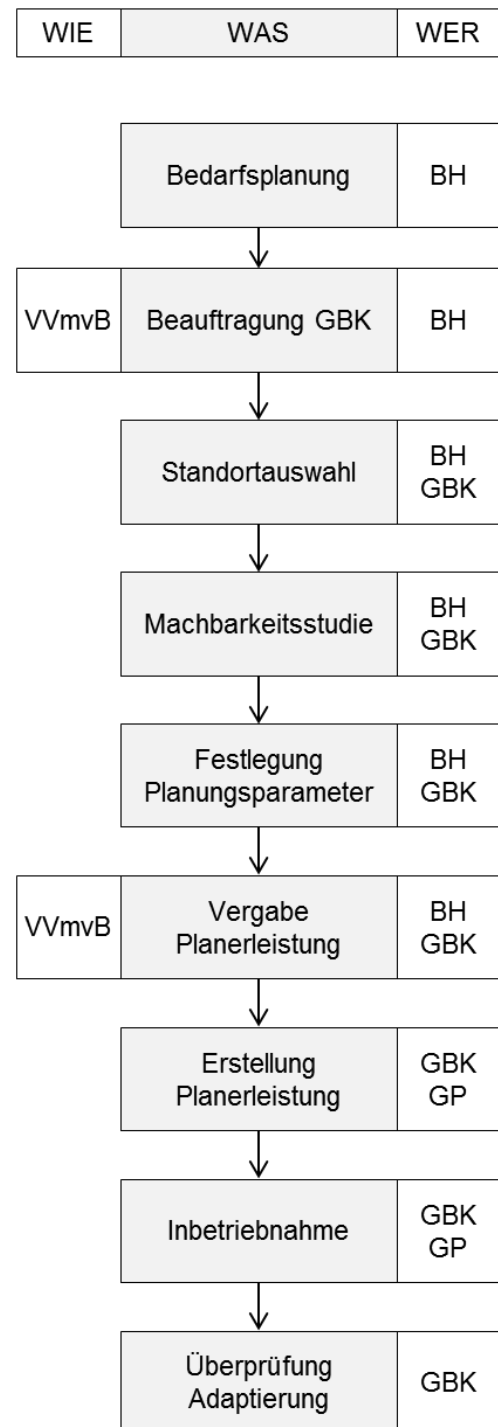 WIE WAS WER
Bedarfsplanung BH
VVmvB Beauftragung GBK BH
Standortauswahl BH
GBK
Machbarkeitsstudie BH
GBK
Festlegung BH
Planungsparameter GBK
VVmvB Vergabe BH
Planerleistung GBK
Erstellung GBK
Planerleistung GP
Inbetriebnahme GBK
GP
Überprüfung
Adaptierung GBK